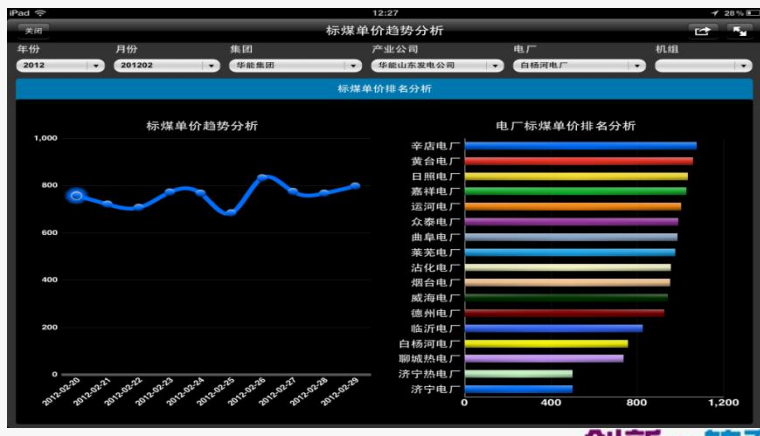 iPad 12:27 28%
关闭 标煤单价趋势分析
年份 月份 集团 产业公司 电厂 机组
2012 201202 华能集团 华能山东发电公司 白杨河电厂
标煤单价排名分析
标煤单价趋势分析
1,000
800
600
400
200
0
2012-02-20 2012-02-21 2012-02-22 2012-02-23 2012-02-24 2012-02-25 2012-02-26 2012-02-27 2012-02-28 2012-02-29
电厂标煤单价排名分析
辛店电厂
黄台电厂
日照电厂
嘉祥电厂
运河电厂
众泰电厂
曲阜电厂
莱芜电厂
沾化电厂
烟台电厂
威海电厂
德州电厂
临沂电厂
白杨河电厂
聊城热电厂
济宁热电厂
济宁电厂
0 400 800 1,200